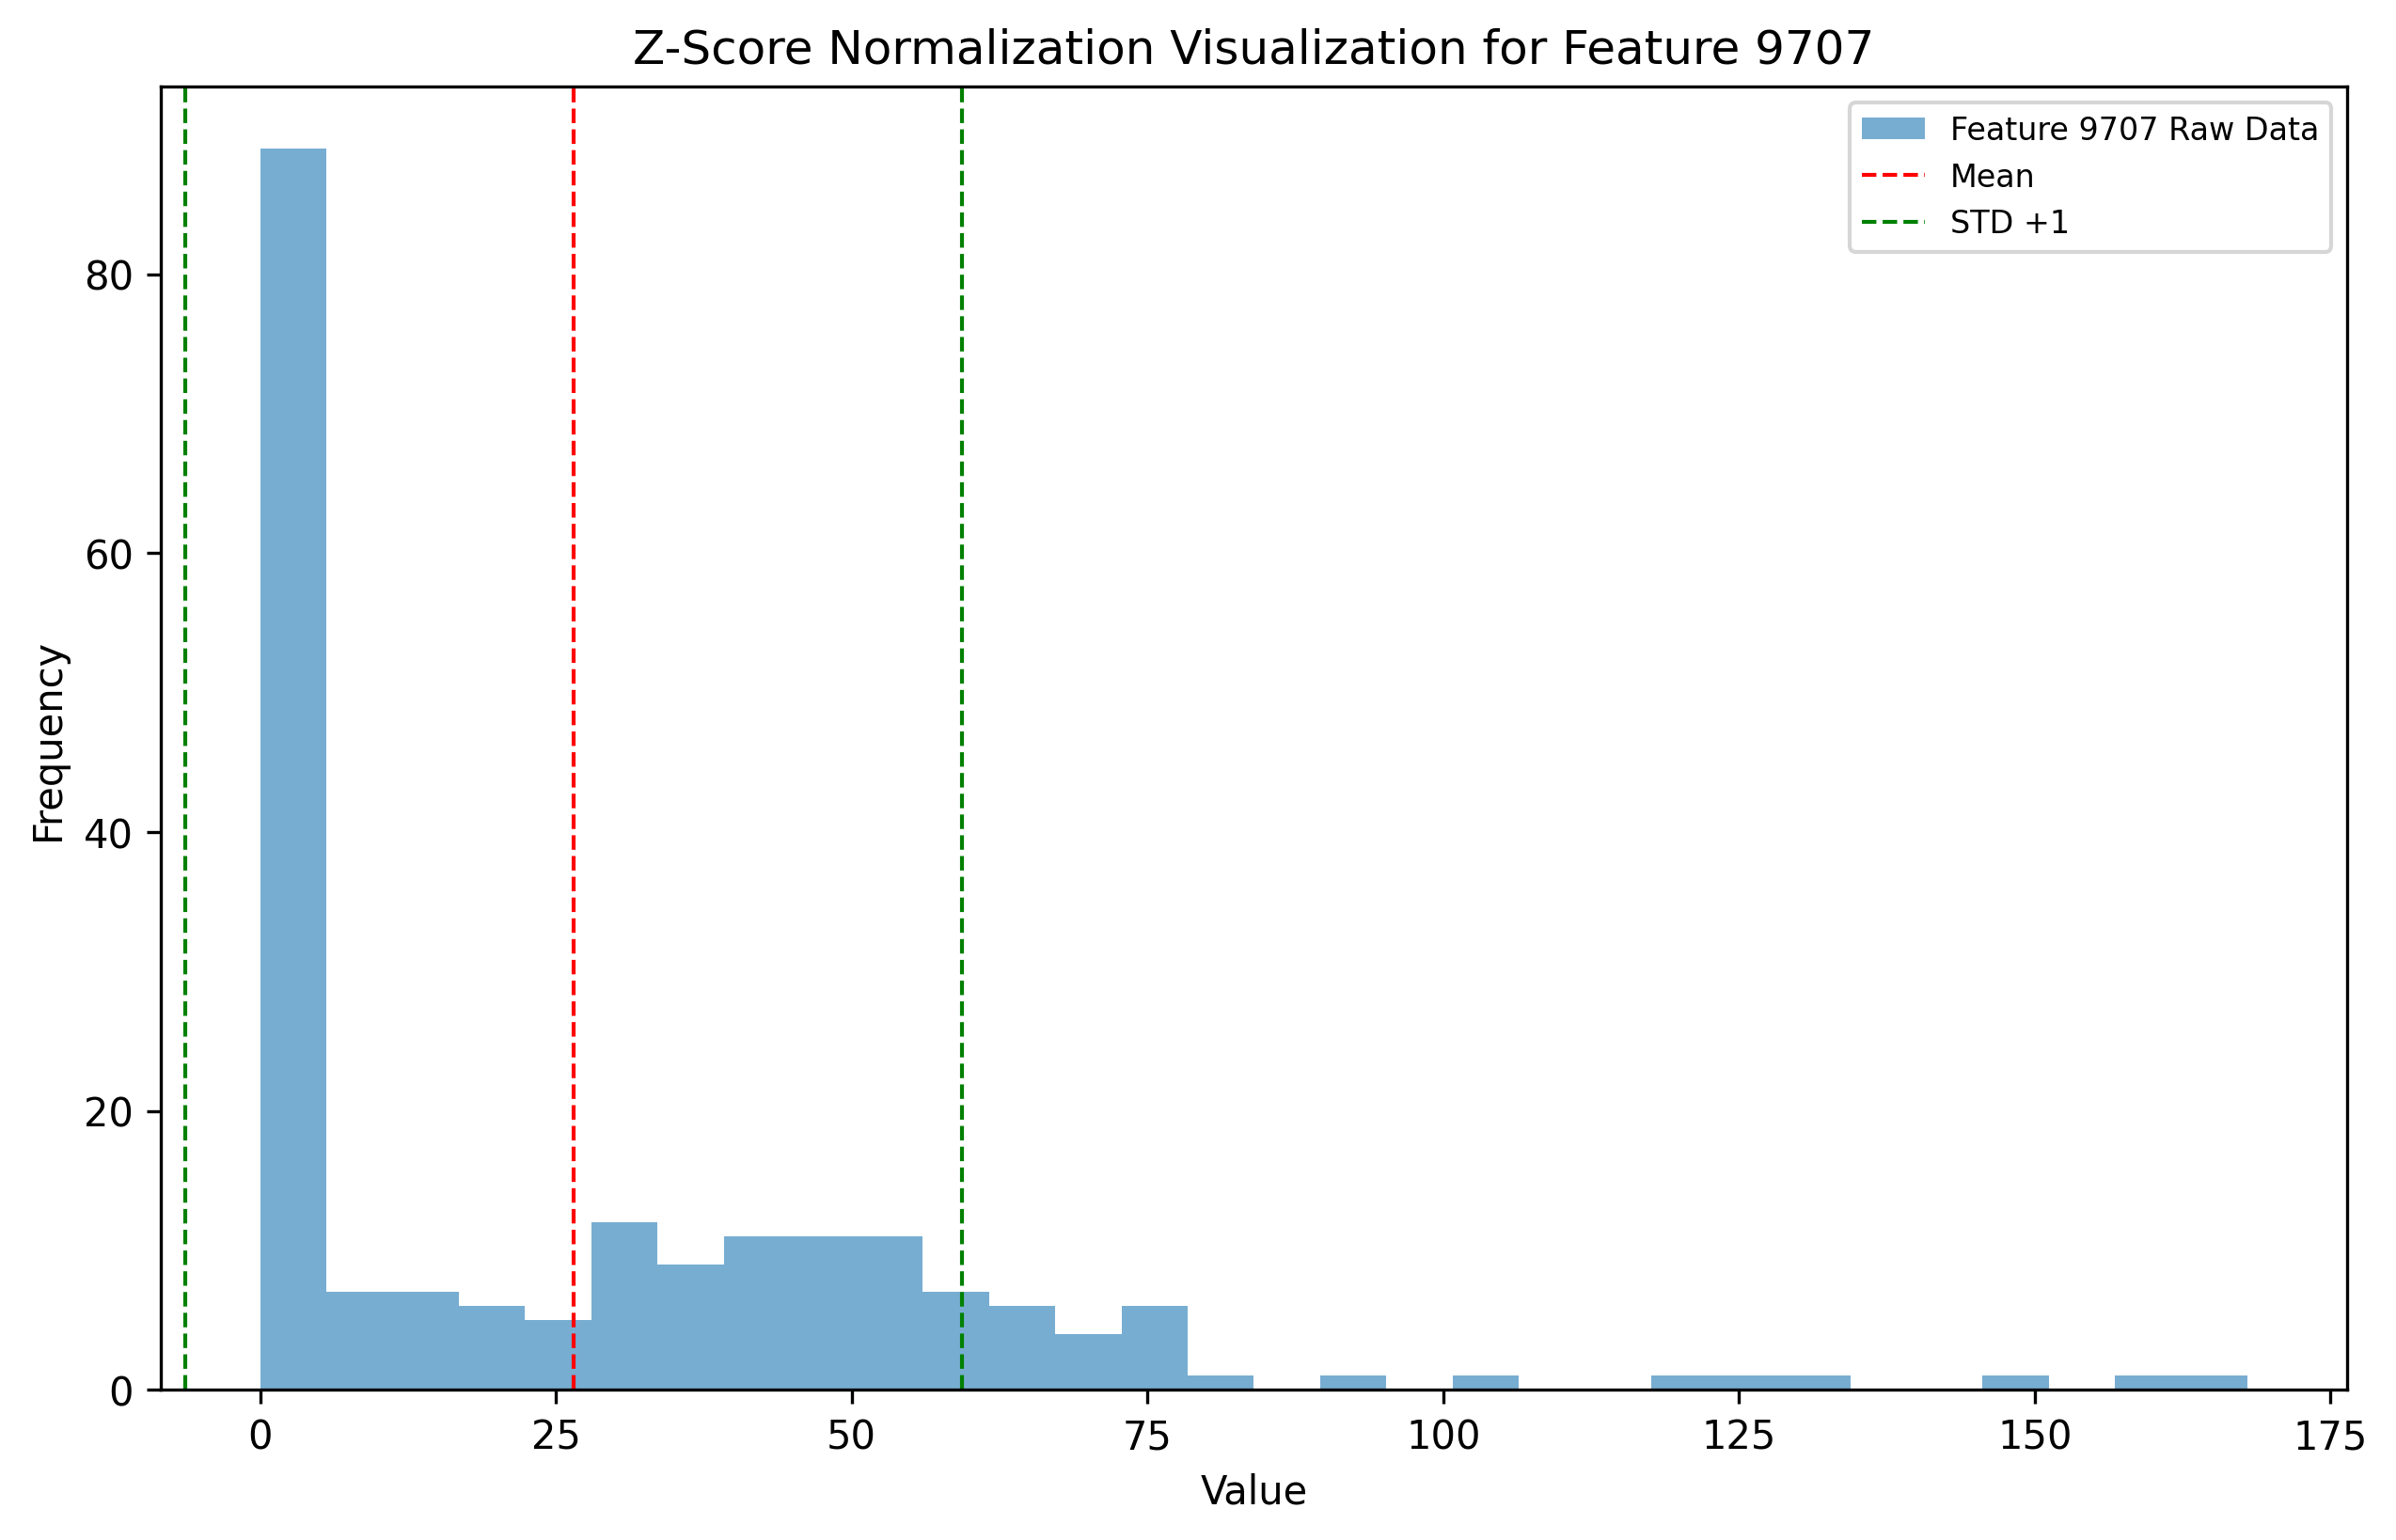 Z-Score Normalization Visualization for Feature 9707
Feature 9707 Raw Data
Mean
STD +1
80
60
40
20
0
Frequency
0 25 50 75 100 125 150 175
Value